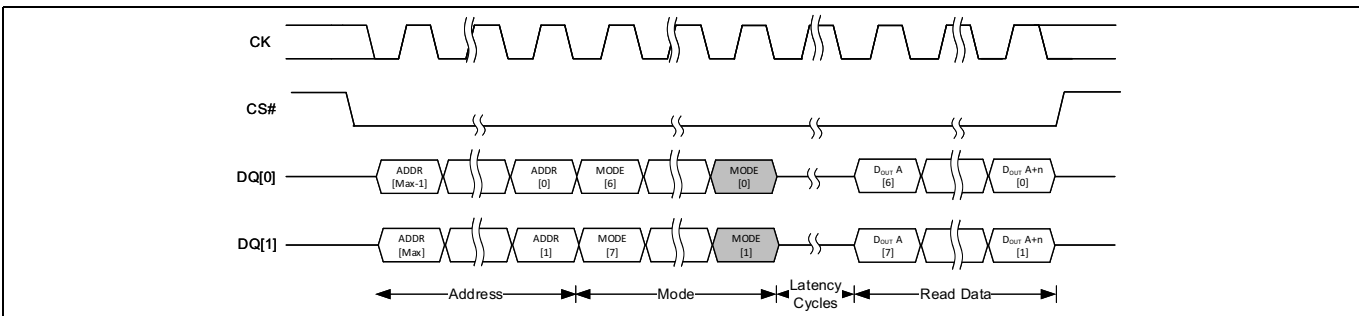 CK
CS#
DQ[0]
ADDR
[Max-1]
ADDR
[0]
MODE
[6]
MODE
[0]
DOUT A
[6]
DOUT A+n
[0]
DQ[1]
ADDR
[Max]
ADDR
[1]
MODE
[7]
MODE
[1]
DOUT A
[7]
DOUT A+n
[1]
Address
Mode
Latency
Cycles
Read Data